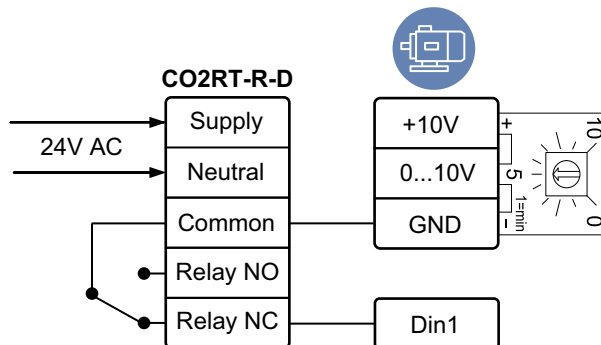 CO2RT-R-D
24V AC
Supply
Neutral
Common
Relay NO
Relay NC
+10V
0...10V
GND
Din1
+
5
1=min
-
10
0